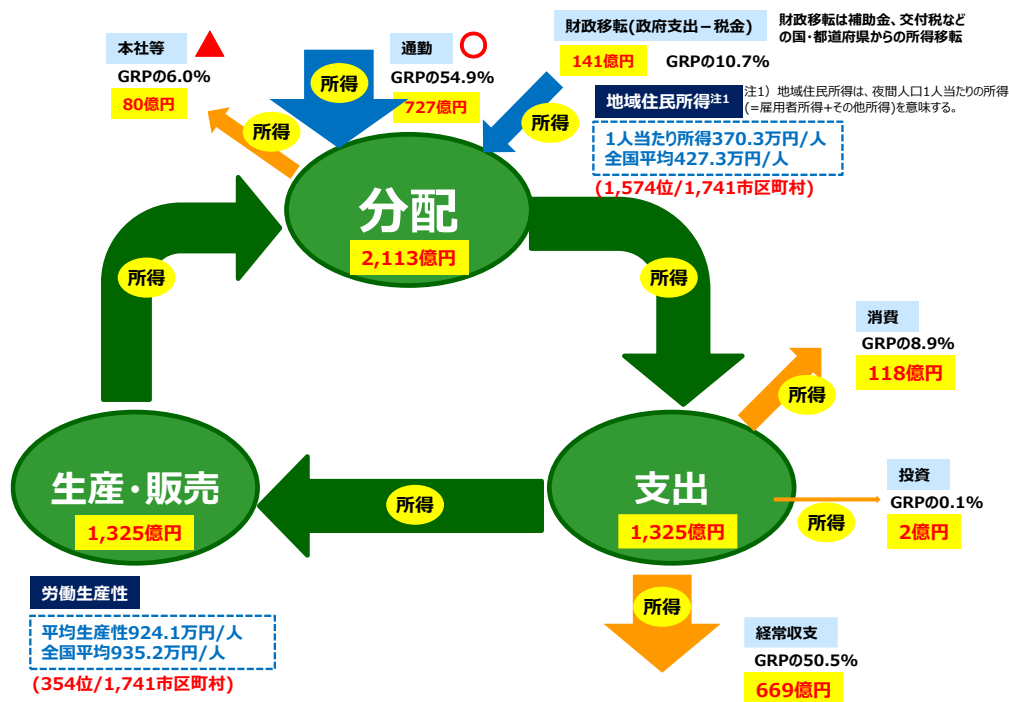 本社等
GRPの6.0%
80億円
所得
所得
通勤
GRPの54.9%
727億円
財政移転(政府支出－税金)
141億円 GRPの10.7%
財政移転は補助金、交付税など
の国・都道府県からの所得移転
所得
地域住民所得注1
注1）地域住民所得は、夜間人口1人当たりの所得
(=雇用者所得+その他所得)を意味する。
1人当たり所得370.3万円/人
全国平均427.3万円/人
(1,574位/1,741市区町村)
分配
2,113億円
所得
所得
消費
GRPの8.9%
118億円
所得
生産・販売
1,325億円
所得
支出
1,325億円
投資
GRPの0.1%
2億円
所得
労働生産性
平均生産性924.1万円/人
全国平均935.2万円/人
(354位/1,741市区町村)
所得
経常収支
GRPの50.5%
669億円